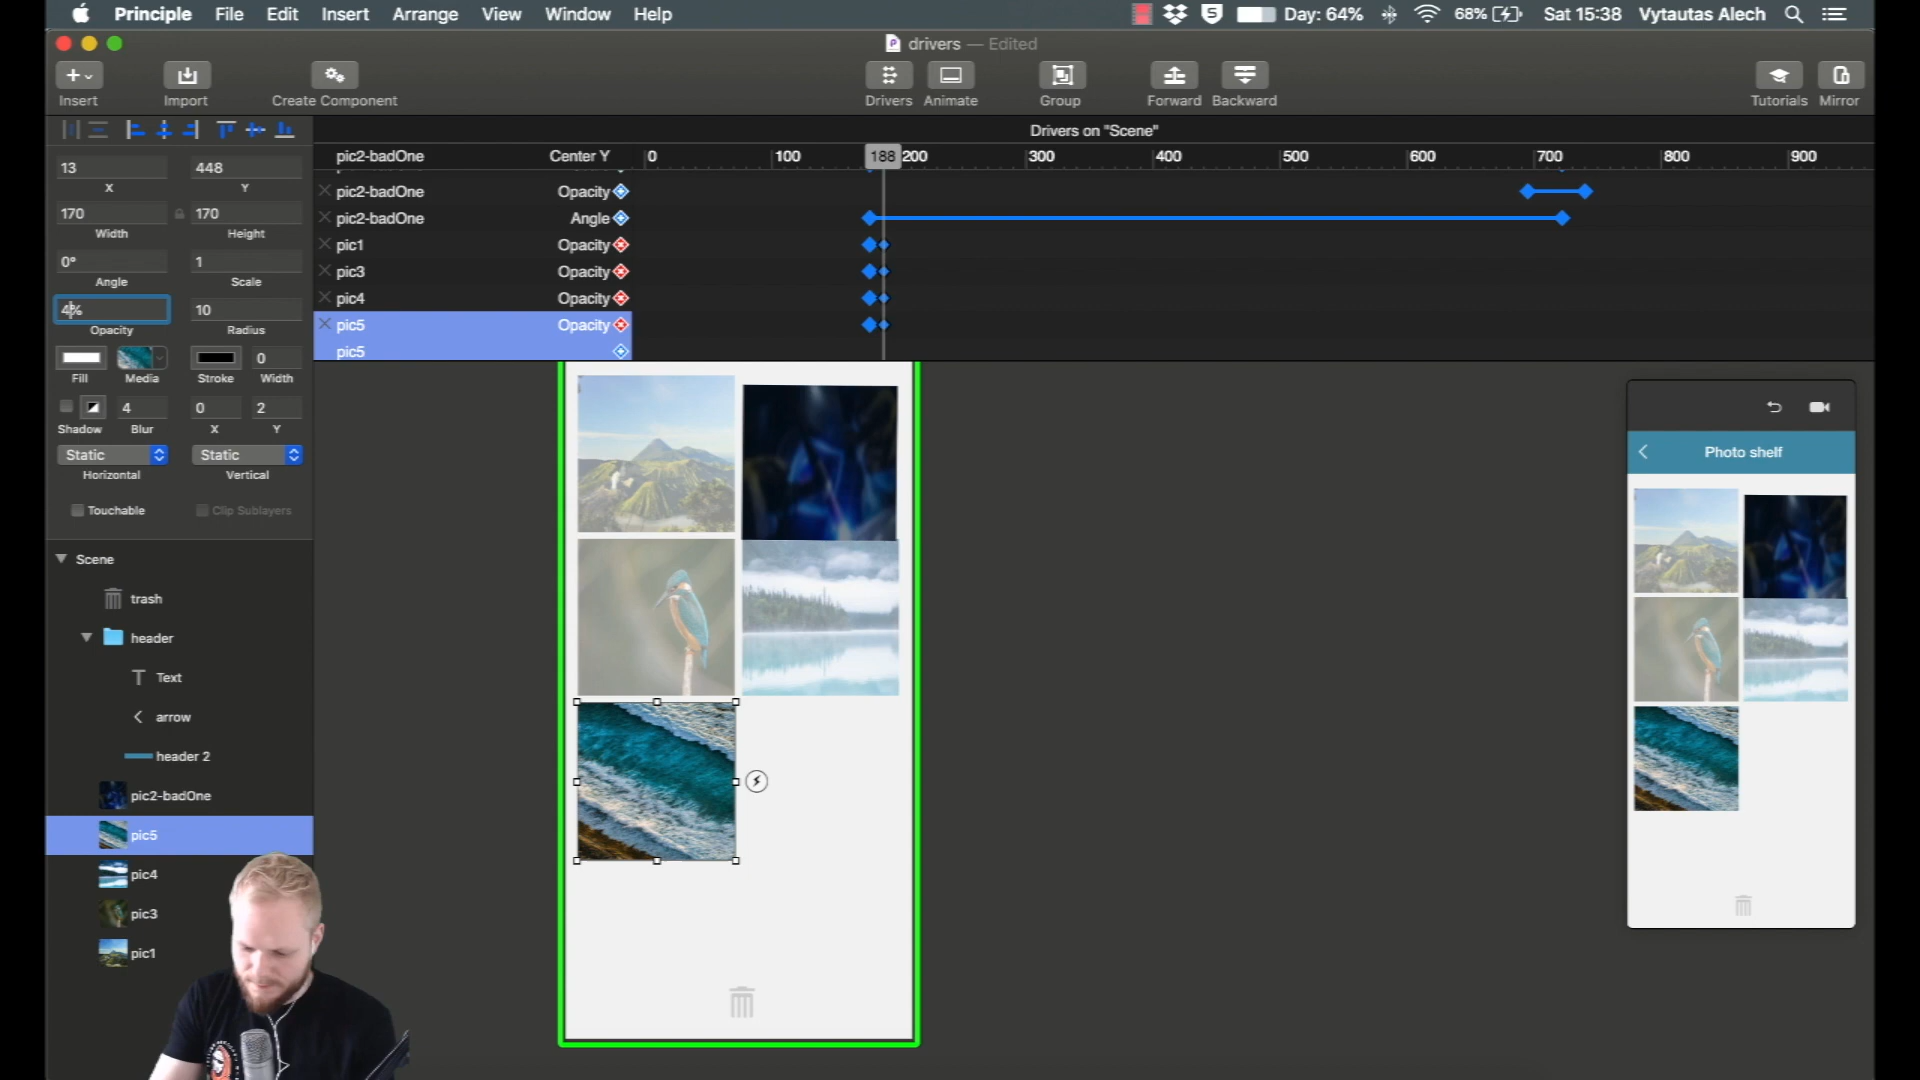 Principle File Edit Insert Arrange View Window Help
S Day: 64% 68% Sat 15:38 Vytautas Alech
drivers — Edited
Insert Import Create Component Drivers Animate Group Forward Backward Tutorials Mirror
Drivers on "Scene"
pic2-badOne Center Y 0 100 188 200 300 400 500 600 700 800 900
pic2-badOne Opacity
pic2-badOne Angle
pic1 Opacity
pic3 Opacity
pic4 Opacity
pic5 Opacity
pic5
13 448
X Y
170 170
Width Height
0° 1
Angle Scale
4% 10
Opacity Radius
0
Fill Media Stroke Width
4 0 2
Shadow Blur X Y
Static Static
Horizontal Vertical
Touchable Clip Sublayers
Scene
trash
header
Text
arrow
header 2
pic2-badOne
pic5
pic4
pic3
pic1
Photo shelf